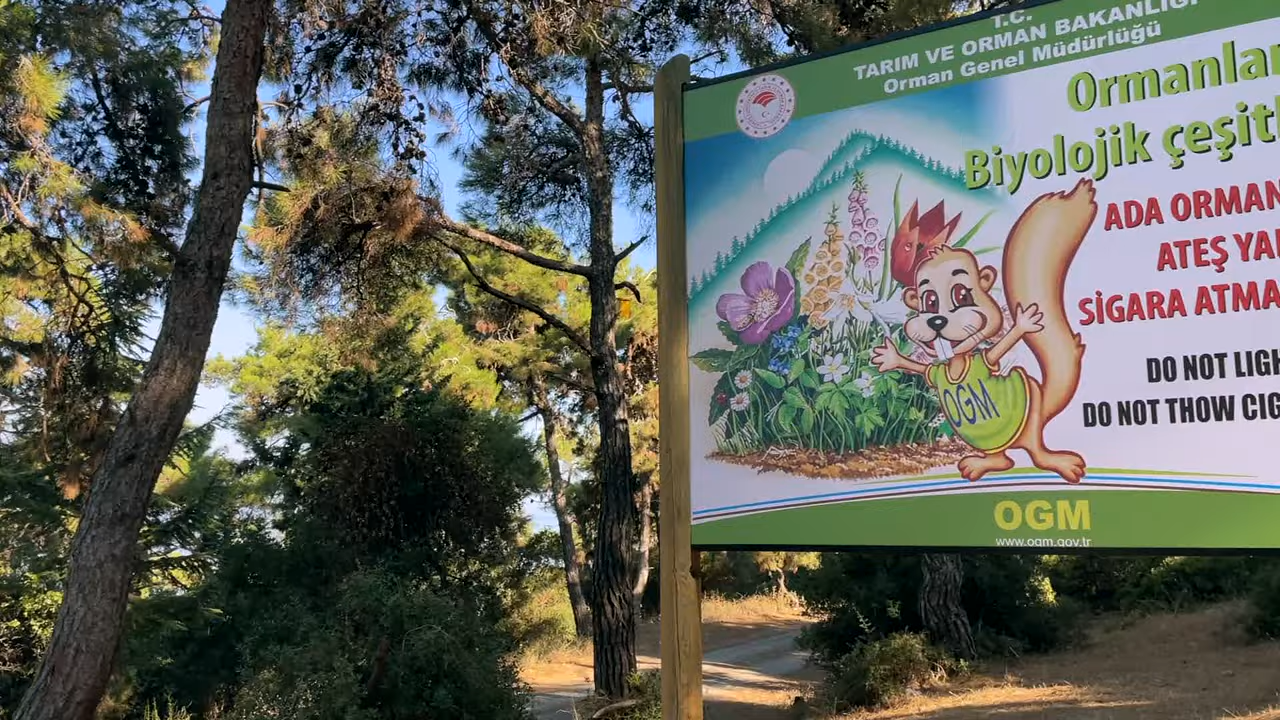 T.C.
TARIM VE ORMAN BAKANLIĞI
Orman Genel Müdürlüğü
Ormanlar
Biyolojik çeşitl
ADA ORMAN
ATEŞ YA
SİGARA ATMA
DO NOT LIGH
DO NOT THOW CIG
OGM
OGM
www.ogm.gov.tr